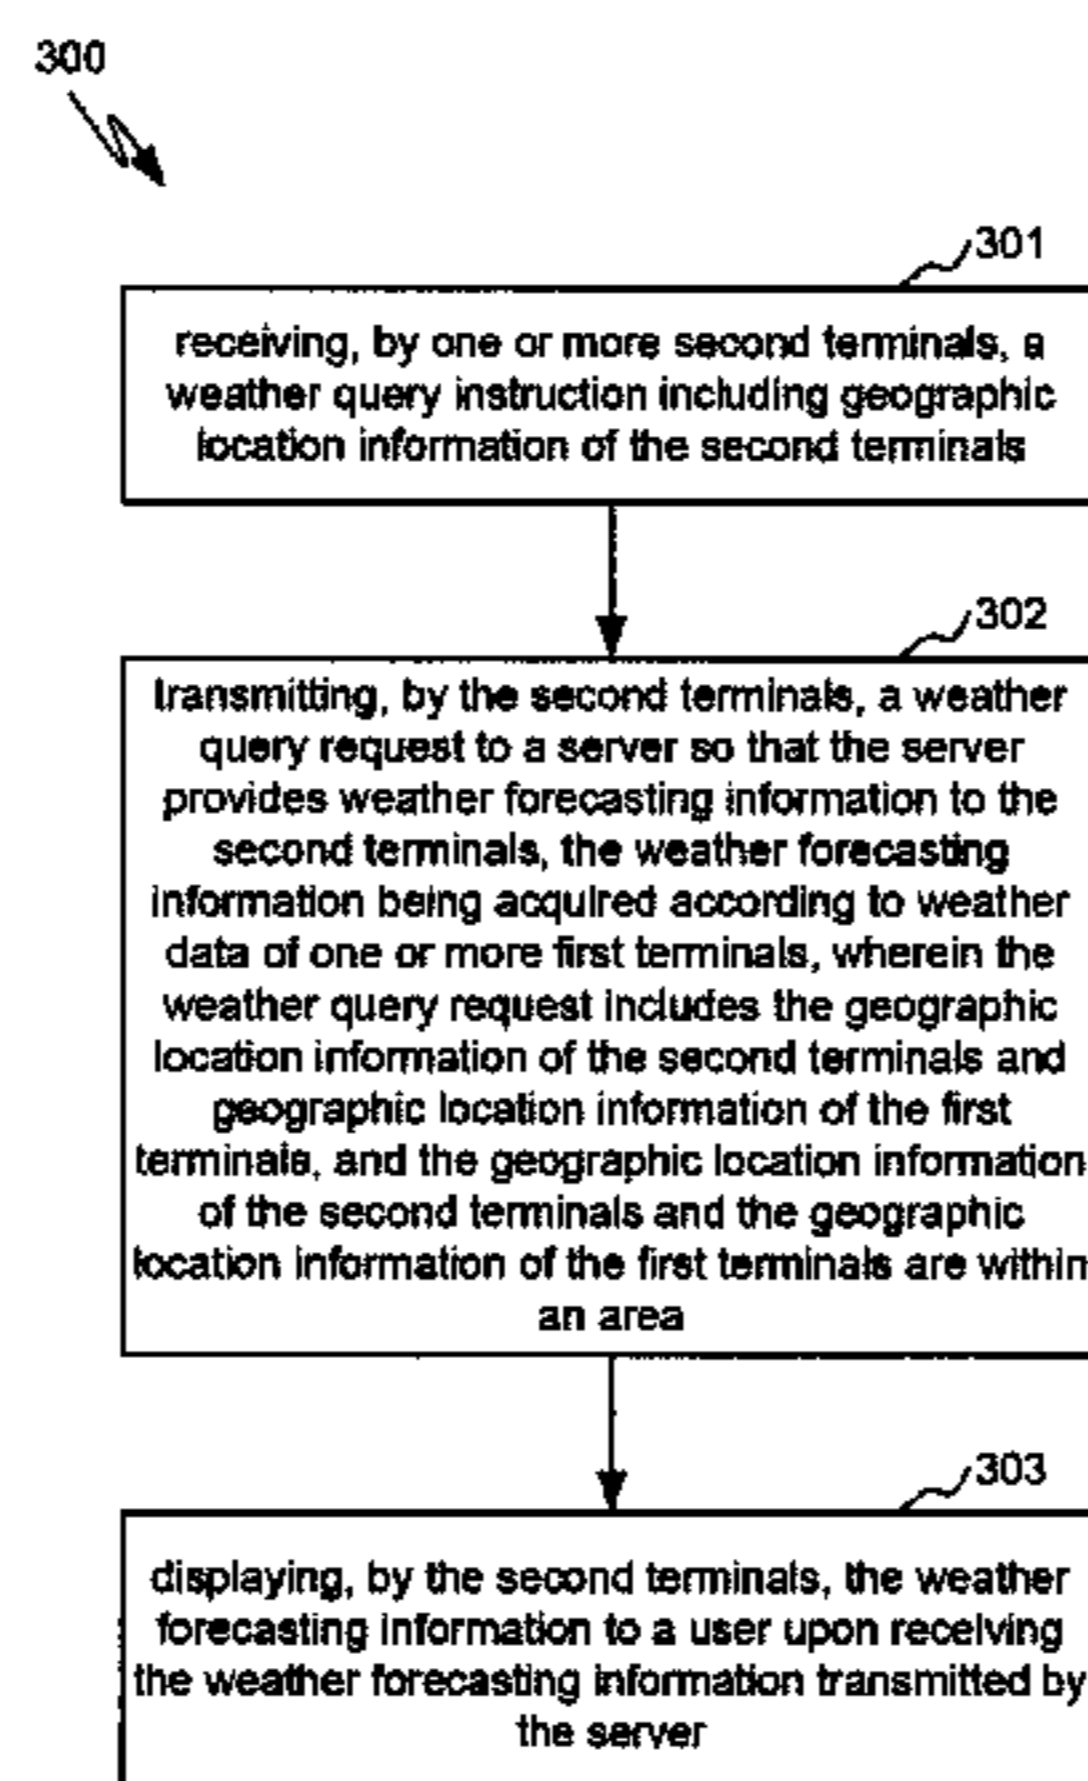 300
301
receiving, by one or more second terminals, a
weather query instruction including geographic
location information of the second terminals
302
transmitting, by the second terminals, a weather
query request to a server so that the server
provides weather forecasting information to the
second terminals, the weather forecasting
information being acquired according to weather
data of one or more first terminals, wherein the
weather query request includes the geographic
location information of the second terminals and
geographic location information of the first
terminals, and the geographic location information
of the second terminals and the geographic
location information of the first terminals are within
an area
303
displaying, by the second terminals, the weather
forecasting information to a user upon receiving
the weather forecasting information transmitted by
the server